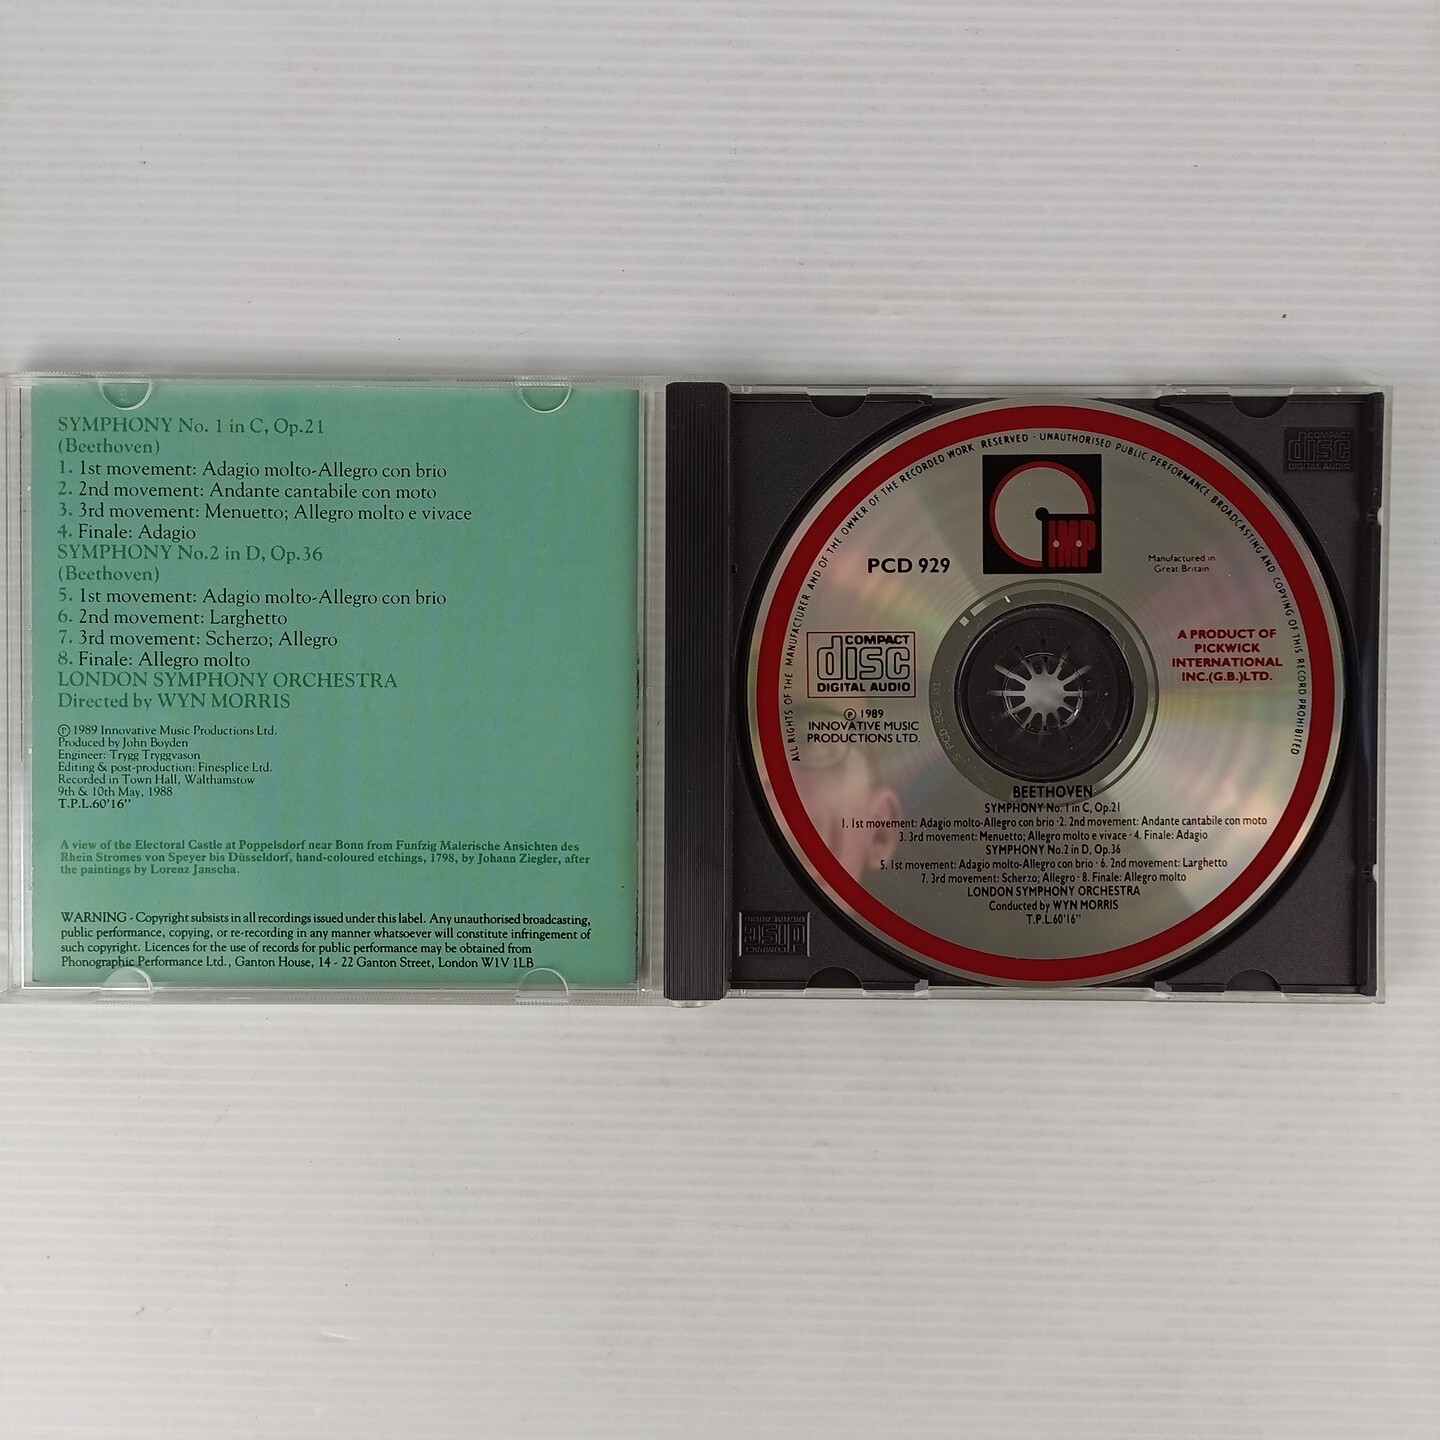 SYMPHONY No. 1 in C, Op.21
(Beethoven)
1. 1st movement: Adagio molto-Allegro con brio
2. 2nd movement: Andante cantabile con moto
3. 3rd movement: Menuetto; Allegro molto e vivace
4. Finale: Adagio
SYMPHONY No.2 in D, Op.36
(Beethoven)
5. 1st movement: Adagio molto-Allegro con brio
6. 2nd movement: Larghetto
7. 3rd movement: Scherzo; Allegro
8. Finale: Allegro molto
LONDON SYMPHONY ORCHESTRA
Directed by WYN MORRIS
℗ 1989 Innovative Music Productions Ltd.
Produced by John Boyden
Engineer: Trygg Tryggvason
Editing & post-production: Finesplice Ltd.
Recorded in Town Hall, Walthamstow
9th & 10th May, 1988
T.P.L.60'16"
A view of the Electoral Castle at Poppelsdorf near Bonn from Funfzig Malerische Ansichten des
Rhein Stromes von Speyer bis Düsseldorf, hand-coloured etchings, 1798, by Johann Ziegler, after
the paintings by Lorenz Janscha.
WARNING - Copyright subsists in all recordings issued under this label. Any unauthorised broadcasting,
public performance, copying, or re-recording in any manner whatsoever will constitute infringement of
such copyright. Licences for the use of records for public performance may be obtained from
Phonographic Performance Ltd., Ganton House, 14 - 22 Ganton Street, London W1V 1LB
COMPACT
disc
DIGITAL AUDIO
ALL RIGHTS OF THE MANUFACTURER AND OF THE OWNER OF THE RECORDED WORK RESERVED · UNAUTHORISED PUBLIC PERFORMANCE BROADCASTING AND COPYING OF THIS RECORD PROHIBITED
IMP
PCD 929
Manufactured in
Great Britain
COMPACT
disc
DIGITAL AUDIO
℗ 1989
INNOVATIVE MUSIC
PRODUCTIONS LTD.
A PRODUCT OF
PICKWICK
INTERNATIONAL
INC.(G.B.)LTD.
BEETHOVEN
SYMPHONY No. 1 in C, Op.21
1. 1st movement: Adagio molto-Allegro con brio · 2. 2nd movement: Andante cantabile con moto
3. 3rd movement: Menuetto; Allegro molto e vivace · 4. Finale: Adagio
SYMPHONY No.2 in D, Op.36
5. 1st movement: Adagio molto-Allegro con brio · 6. 2nd movement: Larghetto
7. 3rd movement: Scherzo; Allegro · 8. Finale: Allegro molto
LONDON SYMPHONY ORCHESTRA
Conducted by WYN MORRIS
T.P.L.60'16"
COMPACT
disc
DIGITAL AUDIO